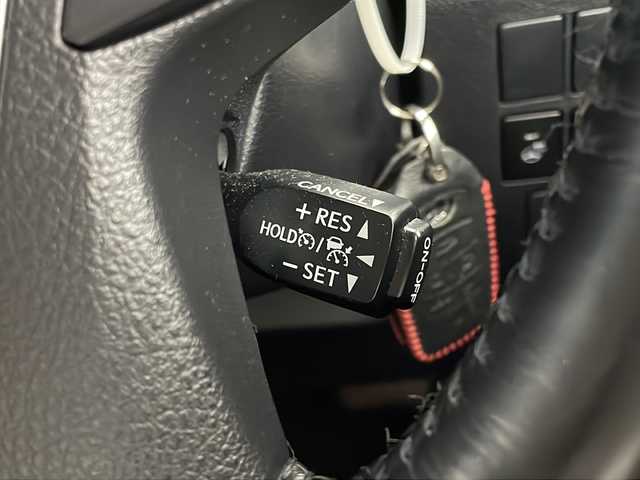 CANCEL▼
+RES▲
HOLD /
−SET▼
ON-OFF